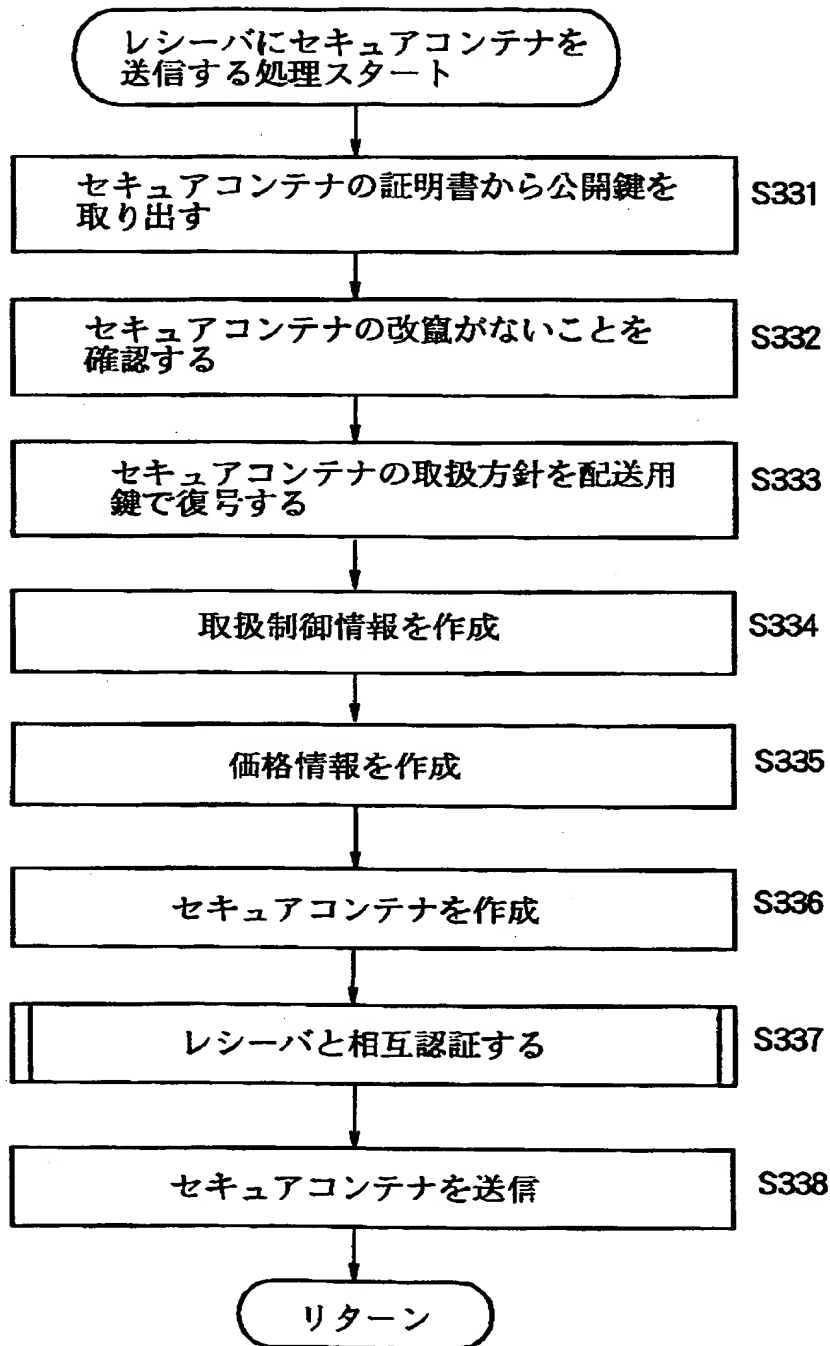 レシーバにセキュアコンテナを
送信する処理スタート
セキュアコンテナの証明書から公開鍵を
取り出す
S331
セキュアコンテナの改竄がないことを
確認する
S332
セキュアコンテナの取扱方針を配送用
鍵で復号する
S333
取扱制御情報を作成
S334
価格情報を作成
S335
セキュアコンテナを作成
S336
レシーバと相互認証する
S337
セキュアコンテナを送信
S338
リターン